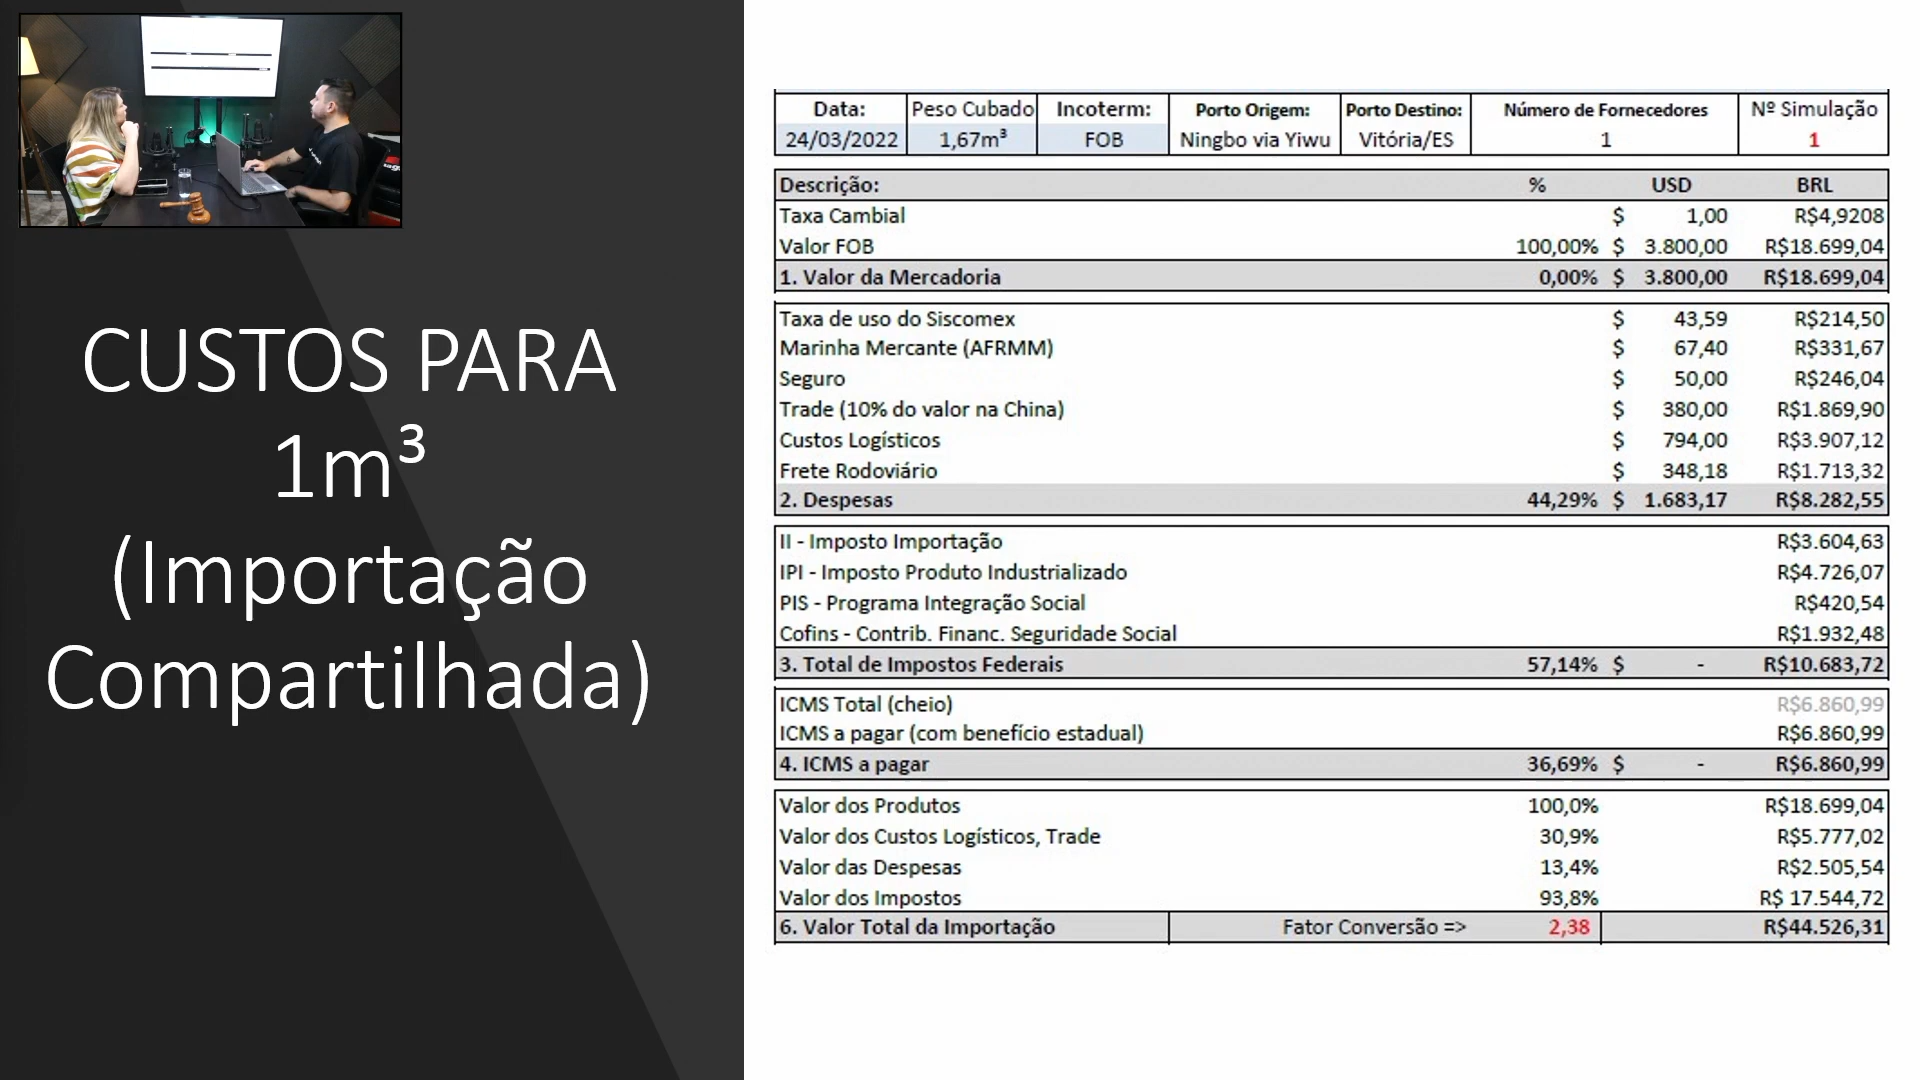 CUSTOS PARA
1m³
(Importação
Compartilhada)
Data: Peso Cubado Incoterm: Porto Origem: Porto Destino: Número de Fornecedores Nº Simulação
24/03/2022 1,67m³ FOB Ningbo via Yiwu Vitória/ES 1 1
Descrição: % USD BRL
Taxa Cambial $ 1,00 R$4,9208
Valor FOB 100,00% $ 3.800,00 R$18.699,04
1. Valor da Mercadoria 0,00% $ 3.800,00 R$18.699,04
Taxa de uso do Siscomex $ 43,59 R$214,50
Marinha Mercante (AFRMM) $ 67,40 R$331,67
Seguro $ 50,00 R$246,04
Trade (10% do valor na China) $ 380,00 R$1.869,90
Custos Logísticos $ 794,00 R$3.907,12
Frete Rodoviário $ 348,18 R$1.713,32
2. Despesas 44,29% $ 1.683,17 R$8.282,55
II - Imposto Importação R$3.604,63
IPI - Imposto Produto Industrializado R$4.726,07
PIS - Programa Integração Social R$420,54
Cofins - Contrib. Financ. Seguridade Social R$1.932,48
3. Total de Impostos Federais 57,14% $ - R$10.683,72
ICMS Total (cheio) R$6.860,99
ICMS a pagar (com benefício estadual) R$6.860,99
4. ICMS a pagar 36,69% $ - R$6.860,99
Valor dos Produtos 100,0% R$18.699,04
Valor dos Custos Logísticos, Trade 30,9% R$5.777,02
Valor das Despesas 13,4% R$2.505,54
Valor dos Impostos 93,8% R$ 17.544,72
6. Valor Total da Importação Fator Conversão => 2,38 R$44.526,31